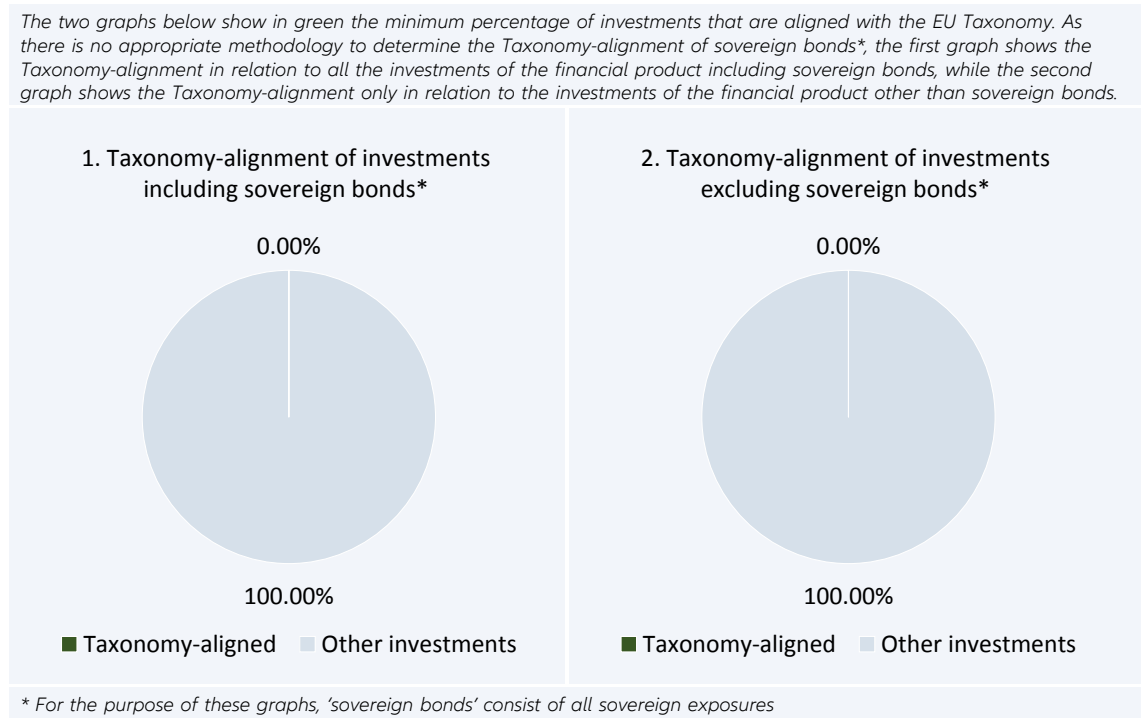 The two graphs below show in green the minimum percentage of investments that are aligned with the EU Taxonomy. As
there is no appropriate methodology to determine the Taxonomy-alignment of sovereign bonds*, the first graph shows the
Taxonomy-alignment in relation to all the investments of the financial product including sovereign bonds, while the second
graph shows the Taxonomy-alignment only in relation to the investments of the financial product other than sovereign bonds.
1. Taxonomy-alignment of investments
including sovereign bonds*
0.00%
100.00%
Taxonomy-aligned Other investments
2. Taxonomy-alignment of investments
excluding sovereign bonds*
0.00%
100.00%
Taxonomy-aligned Other investments
* For the purpose of these graphs, ‘sovereign bonds’ consist of all sovereign exposures